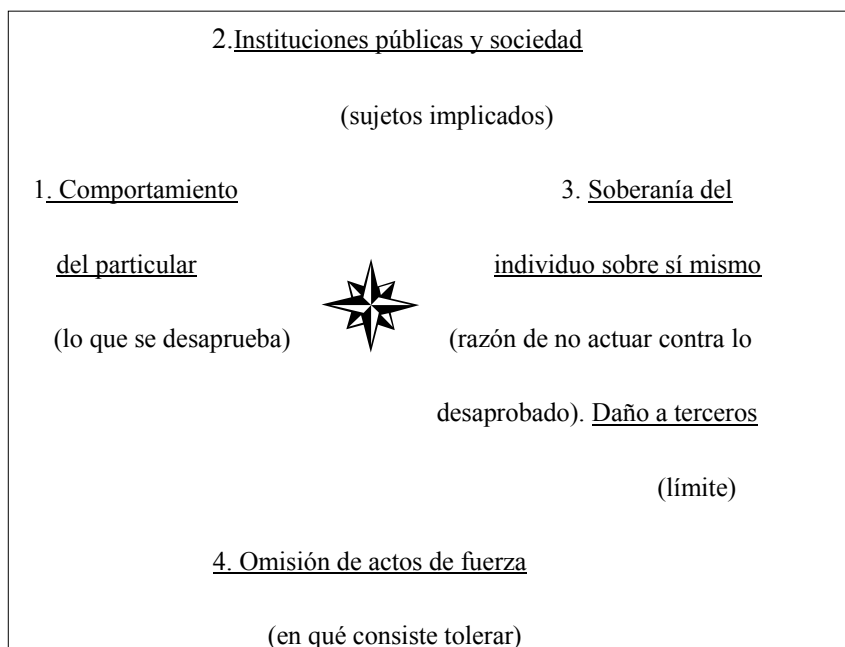 2.Instituciones públicas y sociedad
(sujetos implicados)
1. Comportamiento
del particular
(lo que se desaprueba)
3. Soberanía del
individuo sobre sí mismo
(razón de no actuar contra lo
desaprobado). Daño a terceros
(límite)
4. Omisión de actos de fuerza
(en qué consiste tolerar)